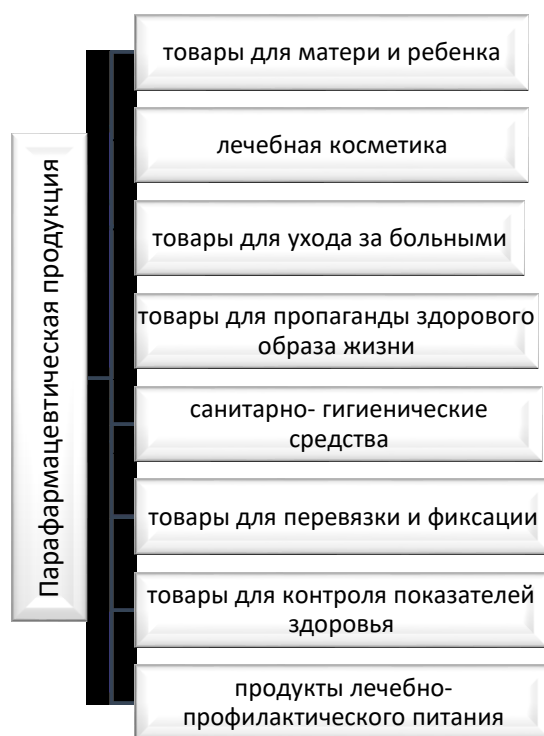 Парафармацевтическая продукция
товары для матери и ребенка
лечебная косметика
товары для ухода за больными
товары для пропаганды здорового
образа жизни
санитарно- гигиенические
средства
товары для перевязки и фиксации
товары для контроля показателей
здоровья
продукты лечебно-
профилактического питания